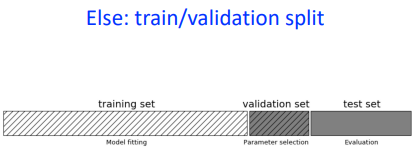 Else: train/validation split
training set validation set test set
Model fitting Parameter selection Evaluation